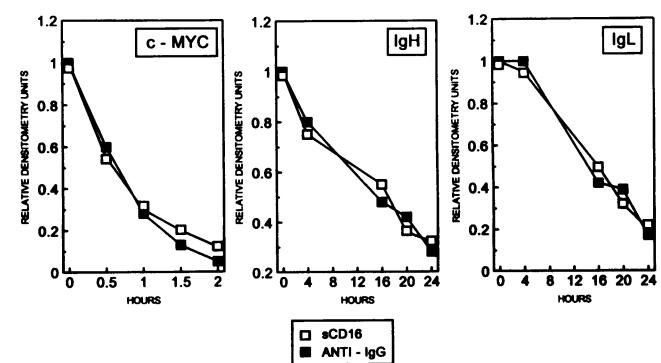 c - MYC
RELATIVE DENSITOMETRY UNITS
1.2
1
0.8
0.6
0.4
0.2
0
0 0.5 1 1.5 2
HOURS
IgH
RELATIVE DENSITOMETRY UNITS
1.2
1
0.8
0.6
0.4
0.2
0 4 8 12 16 20 24
HOURS
IgL
RELATIVE DENSITOMETRY UNITS
1.2
1
0.8
0.6
0.4
0.2
0
0 4 8 12 16 20 24
HOURS
sCD16
ANTI - IgG